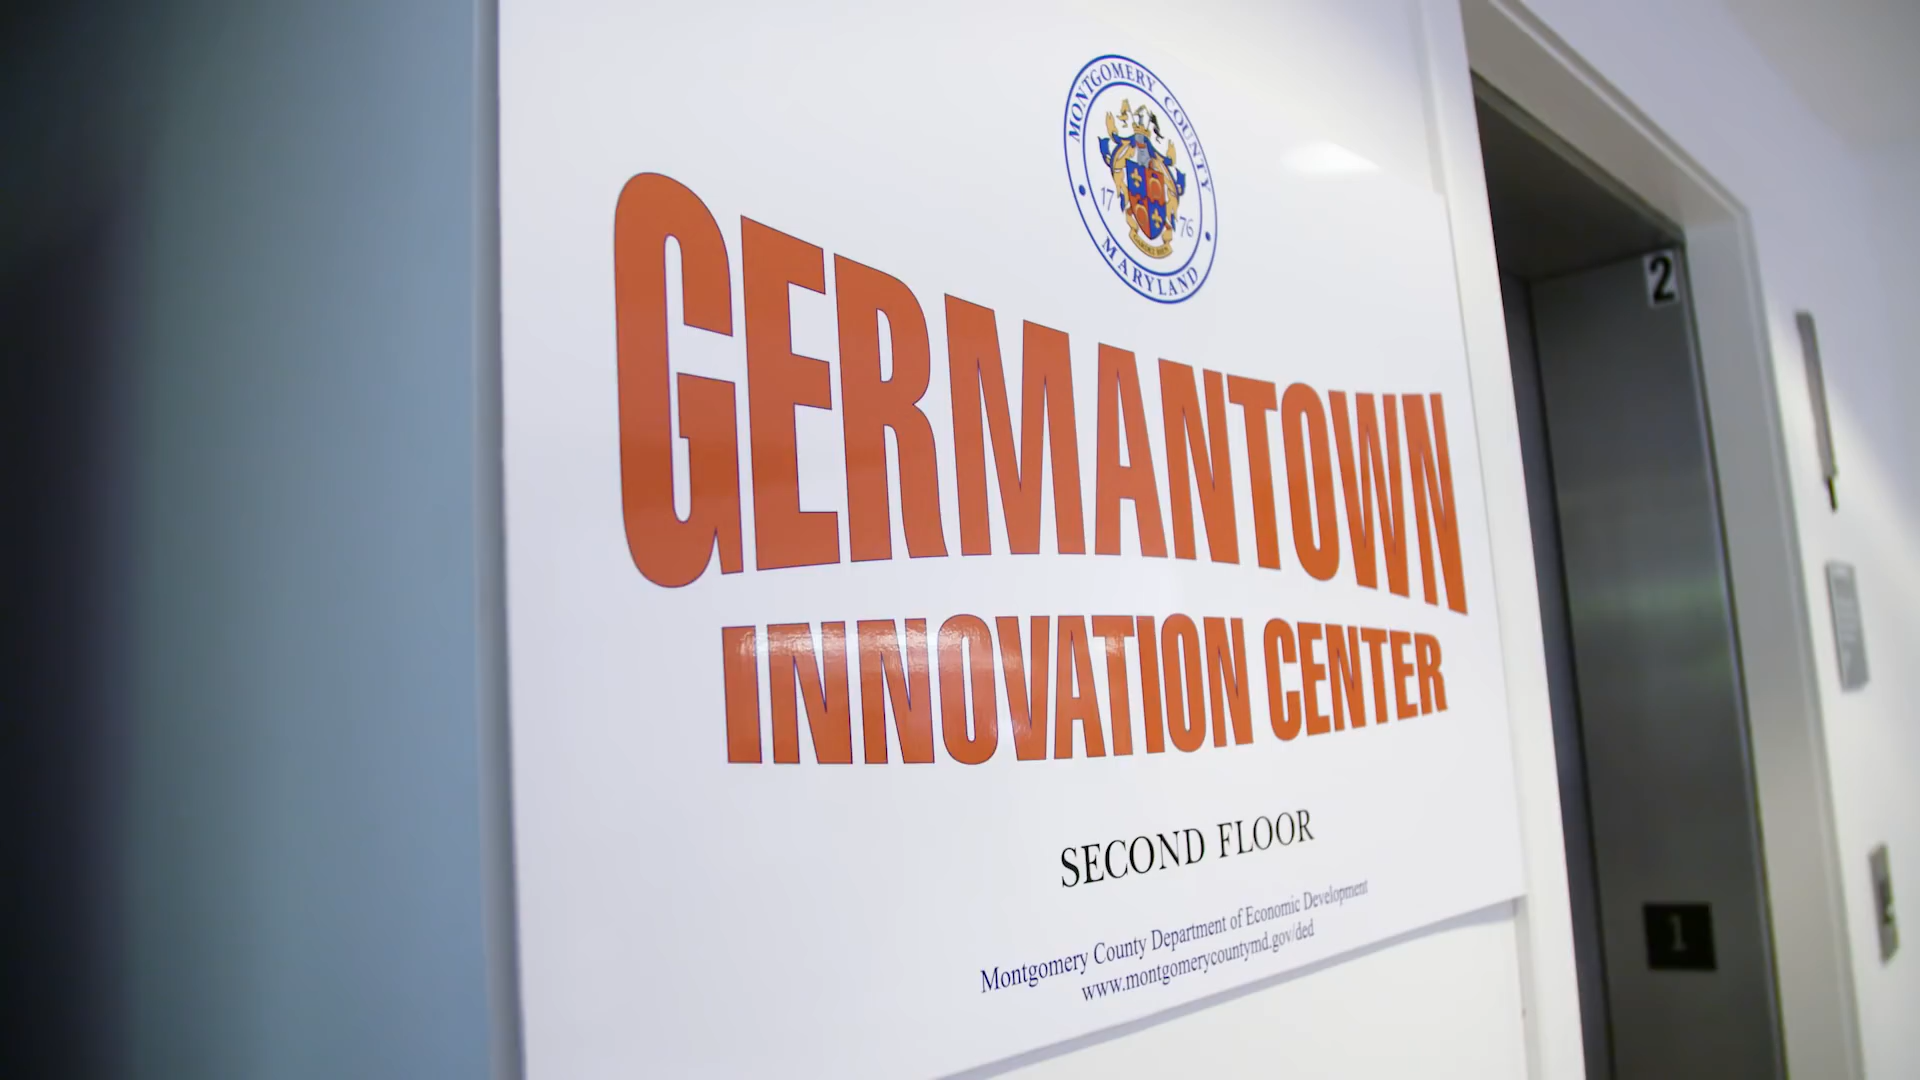 MONTGOMERY COUNTY
17 76
MARYLAND
GERMANTOWN
INNOVATION CENTER
SECOND FLOOR
Montgomery County Department of Economic Development
www.montgomerycountymd.gov/ded
2
1